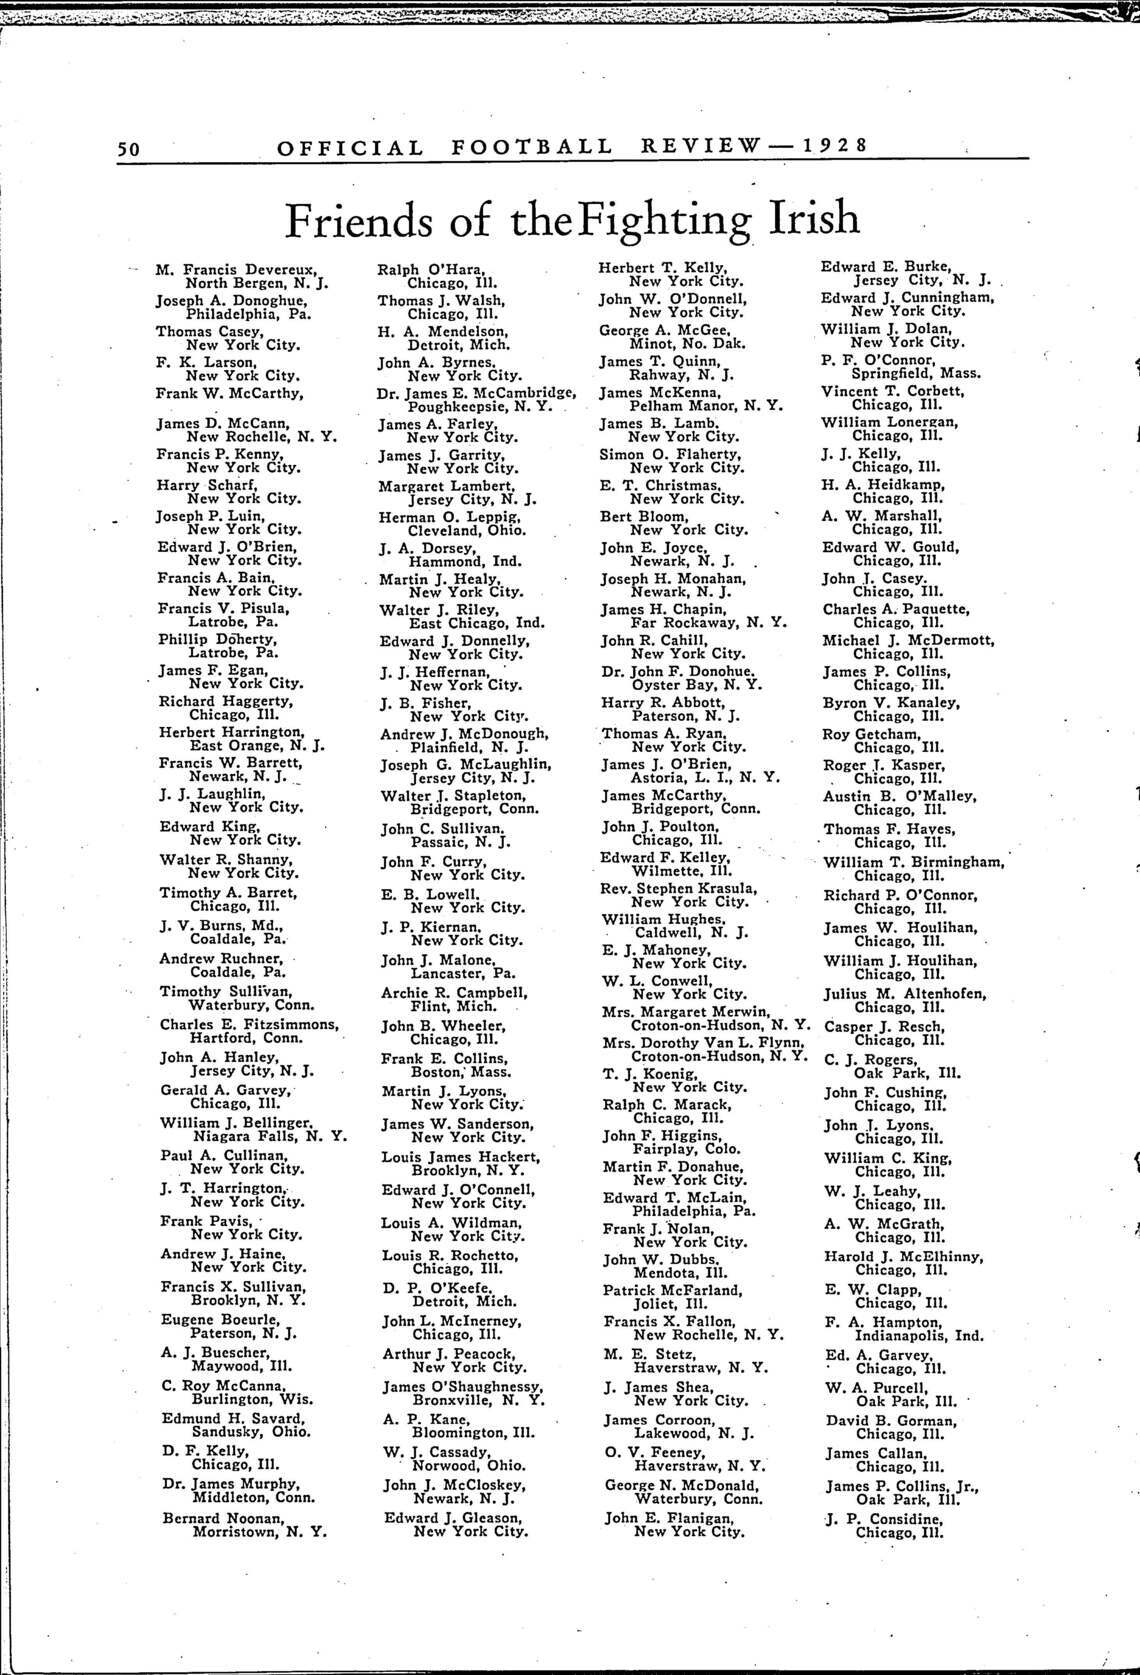 50 OFFICIAL FOOTBALL REVIEW—1928
Friends of the Fighting Irish
M. Francis Devereux,
North Bergen, N. J.
Joseph A. Donoghue,
Philadelphia, Pa.
Thomas Casey,
New York City.
F. K. Larson,
New York City.
Frank W. McCarthy,
James D. McCann,
New Rochelle, N. Y.
Francis P. Kenny,
New York City.
Harry Scharf,
New York City.
Joseph P. Luin,
New York City.
Edward J. O'Brien,
New York City.
Francis A. Bain,
New York City.
Francis V. Pisula,
Latrobe, Pa.
Phillip Doherty,
Latrobe, Pa.
James F. Egan,
New York City.
Richard Haggerty,
Chicago, Ill.
Herbert Harrington,
East Orange, N. J.
Francis W. Barrett,
Newark, N. J.
J. J. Laughlin,
New York City.
Edward King,
New York City.
Walter R. Shanny,
New York City.
Timothy A. Barret,
Chicago, Ill.
J. V. Burns, Md.,
Coaldale, Pa.
Andrew Ruchner,
Coaldale, Pa.
Timothy Sullivan,
Waterbury, Conn.
Charles E. Fitzsimmons,
Hartford, Conn.
John A. Hanley,
Jersey City, N. J.
Gerald A. Garvey,
Chicago, Ill.
William J. Bellinger,
Niagara Falls, N. Y.
Paul A. Cullinan,
New York City.
J. T. Harrington,
New York City.
Frank Pavis,
New York City.
Andrew J. Haine,
New York City.
Francis X. Sullivan,
Brooklyn, N. Y.
Eugene Boeurle,
Paterson, N. J.
A. J. Buescher,
Maywood, Ill.
C. Roy McCanna,
Burlington, Wis.
Edmund H. Savard,
Sandusky, Ohio.
D. F. Kelly,
Chicago, Ill.
Dr. James Murphy,
Middleton, Conn.
Bernard Noonan,
Morristown, N. Y.
Ralph O'Hara,
Chicago, Ill.
Thomas J. Walsh,
Chicago, Ill.
H. A. Mendelson,
Detroit, Mich.
John A. Byrnes,
New York City.
Dr. James E. McCambridge,
Poughkeepsie, N. Y.
James A. Farley,
New York City.
James J. Garrity,
New York City.
Margaret Lambert,
Jersey City, N. J.
Herman O. Leppig,
Cleveland, Ohio.
J. A. Dorsey,
Hammond, Ind.
Martin J. Healy,
New York City.
Walter J. Riley,
East Chicago, Ind.
Edward J. Donnelly,
New York City.
J. J. Heffernan,
New York City.
J. B. Fisher,
New York City.
Andrew J. McDonough,
Plainfield, N. J.
Joseph G. McLaughlin,
Jersey City, N. J.
Walter J. Stapleton,
Bridgeport, Conn.
John C. Sullivan,
Passaic, N. J.
John F. Curry,
New York City.
E. B. Lowell,
New York City.
J. P. Kiernan,
New York City.
John J. Malone,
Lancaster, Pa.
Archie R. Campbell,
Flint, Mich.
John B. Wheeler,
Chicago, Ill.
Frank E. Collins,
Boston, Mass.
Martin J. Lyons,
New York City.
James W. Sanderson,
New York City.
Louis James Hackert,
Brooklyn, N. Y.
Edward J. O'Connell,
New York City.
Louis A. Wildman,
New York City.
Louis R. Rochetto,
Chicago, Ill.
D. P. O'Keefe,
Detroit, Mich.
John L. McInerney,
Chicago, Ill.
Arthur J. Peacock,
New York City.
James O'Shaughnessy,
Bronxville, N. Y.
A. P. Kane,
Bloomington, Ill.
W. J. Cassady,
Norwood, Ohio.
John J. McCloskey,
Newark, N. J.
Edward J. Gleason,
New York City.
Herbert T. Kelly,
New York City.
John W. O'Donnell,
New York City.
George A. McGee,
Minot, No. Dak.
James T. Quinn,
Rahway, N. J.
James McKenna,
Pelham Manor, N. Y.
James B. Lamb,
New York City.
Simon O. Flaherty,
New York City.
E. T. Christmas,
New York City.
Bert Bloom,
New York City.
John E. Joyce,
Newark, N. J.
Joseph H. Monahan,
Newark, N. J.
James H. Chapin,
Far Rockaway, N. Y.
John R. Cahill,
New York City.
Dr. John F. Donohue,
Oyster Bay, N. Y.
Harry R. Abbott,
Paterson, N. J.
Thomas A. Ryan,
New York City.
James J. O'Brien,
Astoria, L. I., N. Y.
James McCarthy,
Bridgeport, Conn.
John J. Poulton,
Chicago, Ill.
Edward F. Kelley,
Wilmette, Ill.
Rev. Stephen Krasula,
New York City.
William Hughes,
Caldwell, N. J.
E. J. Mahoney,
New York City.
W. L. Conwell,
New York City.
Mrs. Margaret Merwin,
Croton-on-Hudson, N. Y.
Mrs. Dorothy Van L. Flynn,
Croton-on-Hudson, N. Y.
T. J. Koenig,
New York City.
Ralph C. Marack,
Chicago, Ill.
John F. Higgins,
Fairplay, Colo.
Martin F. Donahue,
New York City.
Edward T. McLain,
Philadelphia, Pa.
Frank J. Nolan,
New York City.
John W. Dubbs,
Mendota, Ill.
Patrick McFarland,
Joliet, Ill.
Francis X. Fallon,
New Rochelle, N. Y.
M. E. Stetz,
Haverstraw, N. Y.
J. James Shea,
New York City.
James Corroon,
Lakewood, N. J.
O. V. Feeney,
Haverstraw, N. Y.
George N. McDonald,
Waterbury, Conn.
John E. Flanigan,
New York City.
Edward E. Burke,
Jersey City, N. J.
Edward J. Cunningham,
New York City.
William J. Dolan,
New York City.
P. F. O'Connor,
Springfield, Mass.
Vincent T. Corbett,
Chicago, Ill.
William Lonergan,
Chicago, Ill.
J. J. Kelly,
Chicago, Ill.
H. A. Heidkamp,
Chicago, Ill.
A. W. Marshall,
Chicago, Ill.
Edward W. Gould,
Chicago, Ill.
John J. Casey,
Chicago, Ill.
Charles A. Paquette,
Chicago, Ill.
Michael J. McDermott,
Chicago, Ill.
James P. Collins,
Chicago, Ill.
Byron V. Kanaley,
Chicago, Ill.
Roy Getcham,
Chicago, Ill.
Roger J. Kasper,
Chicago, Ill.
Austin B. O'Malley,
Chicago, Ill.
Thomas F. Hayes,
Chicago, Ill.
William T. Birmingham,
Chicago, Ill.
Richard P. O'Connor,
Chicago, Ill.
James W. Houlihan,
Chicago, Ill.
William J. Houlihan,
Chicago, Ill.
Julius M. Altenhofen,
Chicago, Ill.
Casper J. Resch,
Chicago, Ill.
C. J. Rogers,
Oak Park, Ill.
John F. Cushing,
Chicago, Ill.
John J. Lyons,
Chicago, Ill.
William C. King,
Chicago, Ill.
W. J. Leahy,
Chicago, Ill.
A. W. McGrath,
Chicago, Ill.
Harold J. McElhinny,
Chicago, Ill.
E. W. Clapp,
Chicago, Ill.
F. A. Hampton,
Indianapolis, Ind.
Ed. A. Garvey,
Chicago, Ill.
W. A. Purcell,
Oak Park, Ill.
David B. Gorman,
Chicago, Ill.
James Callan,
Chicago, Ill.
James P. Collins, Jr.,
Oak Park, Ill.
J. P. Considine,
Chicago, Ill.